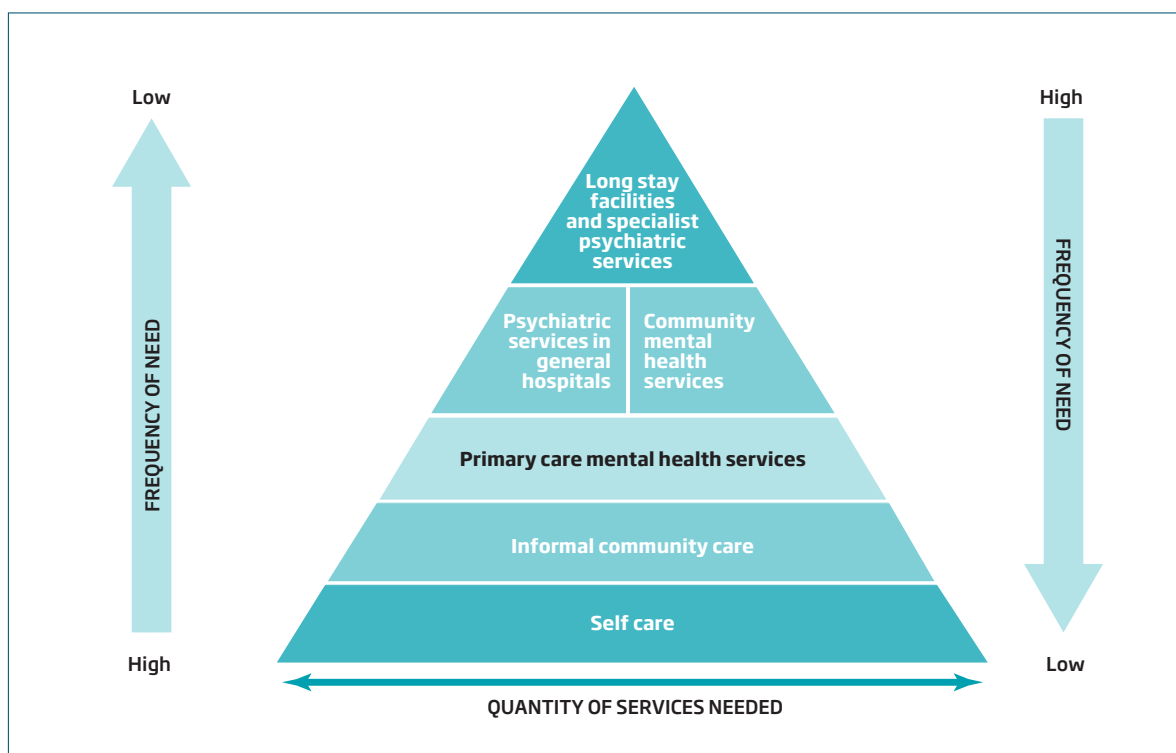 Low
High
FREQUENCY OF NEED
FREQUENCY OF NEED
Long stay
facilities
and specialist
psychiatric
services
Psychiatric
services in
general
hospitals
Community
mental
health
services
Primary care mental health services
Informal community care
Self care
High
Low
QUANTITY OF SERVICES NEEDED